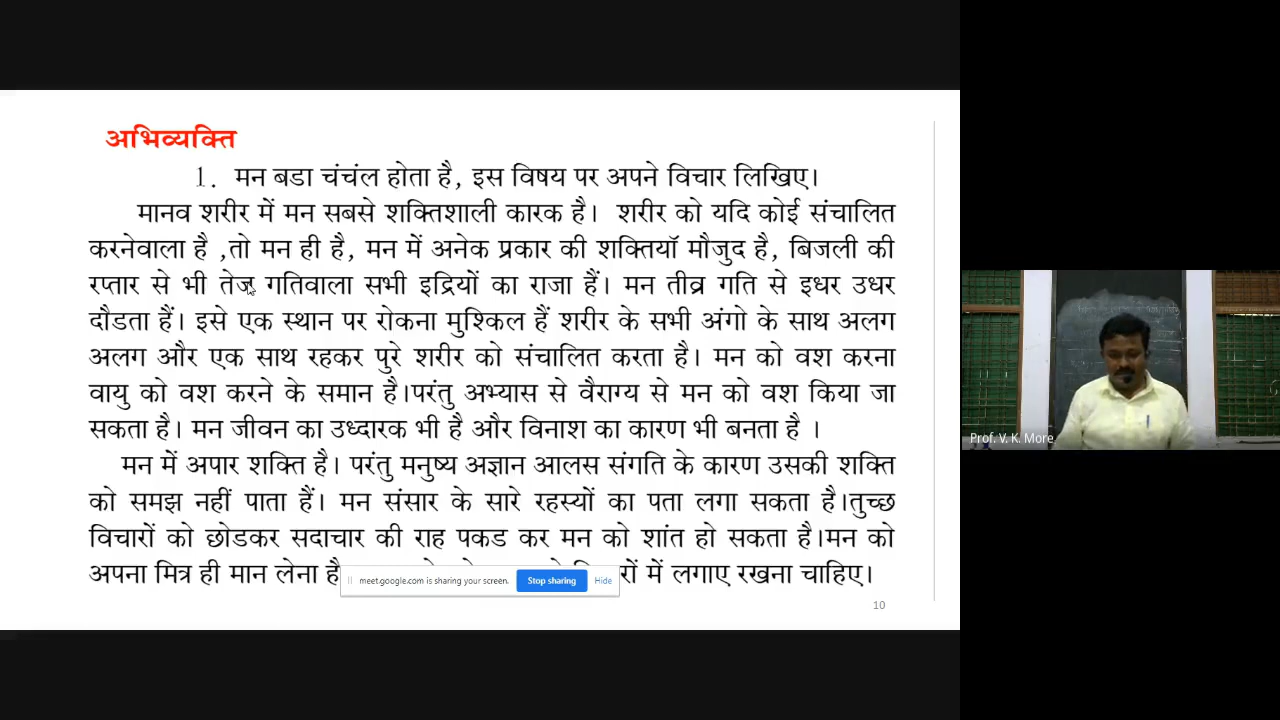 अभिव्यक्ति
1. मन बडा चंचंल होता है, इस विषय पर अपने विचार लिखिए।
मानव शरीर में मन सबसे शक्तिशाली कारक है। शरीर को यदि कोई संचालित
करनेवाला है ,तो मन ही है, मन में अनेक प्रकार की शक्तियॉ मौजुद है, बिजली की
रप्तार से भी तेज गतिवाला सभी इद्रियों का राजा हैं। मन तीव्र गति से इधर उधर
दौडता हैं। इसे एक स्थान पर रोकना मुश्किल हैं शरीर के सभी अंगो के साथ अलग
अलग और एक साथ रहकर पुरे शरीर को संचालित करता है। मन को वश करना
वायु को वश करने के समान है।परंतु अभ्यास से वैराग्य से मन को वश किया जा
सकता है। मन जीवन का उध्दारक भी है और विनाश का कारण भी बनता है ।
मन में अपार शक्ति है। परंतु मनुष्य अज्ञान आलस संगति के कारण उसकी शक्ति
को समझ नहीं पाता हैं। मन संसार के सारे रहस्यों का पता लगा सकता है।तुच्छ
विचारों को छोडकर सदाचार की राह पकड कर मन को शांत हो सकता है।मन को
अपना मित्र ही मान लेना है में लगाए रखना चाहिए।
meet.google.com is sharing your screen. Stop sharing Hide
10
Prof. V. K. More